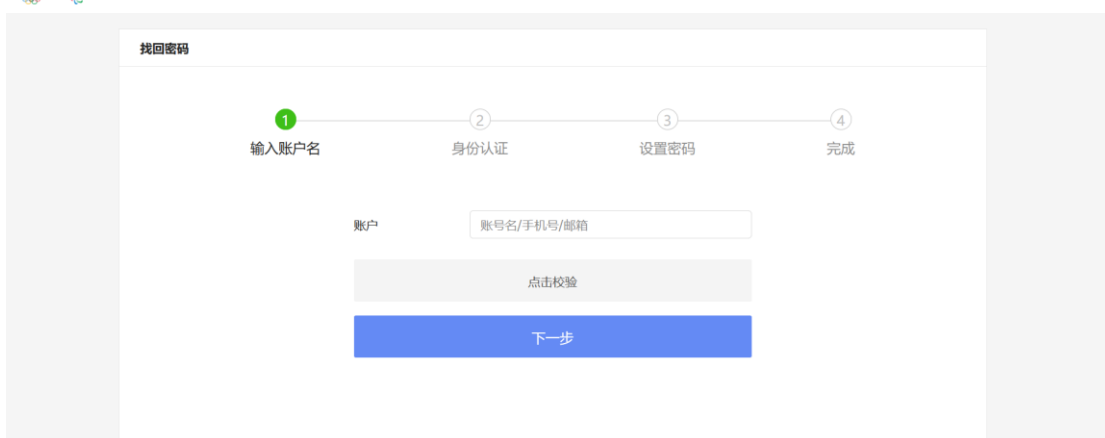 找回密码
1 2 3 4
输入账户名 身份认证 设置密码 完成
账户 账号名/手机号/邮箱
点击校验
下一步